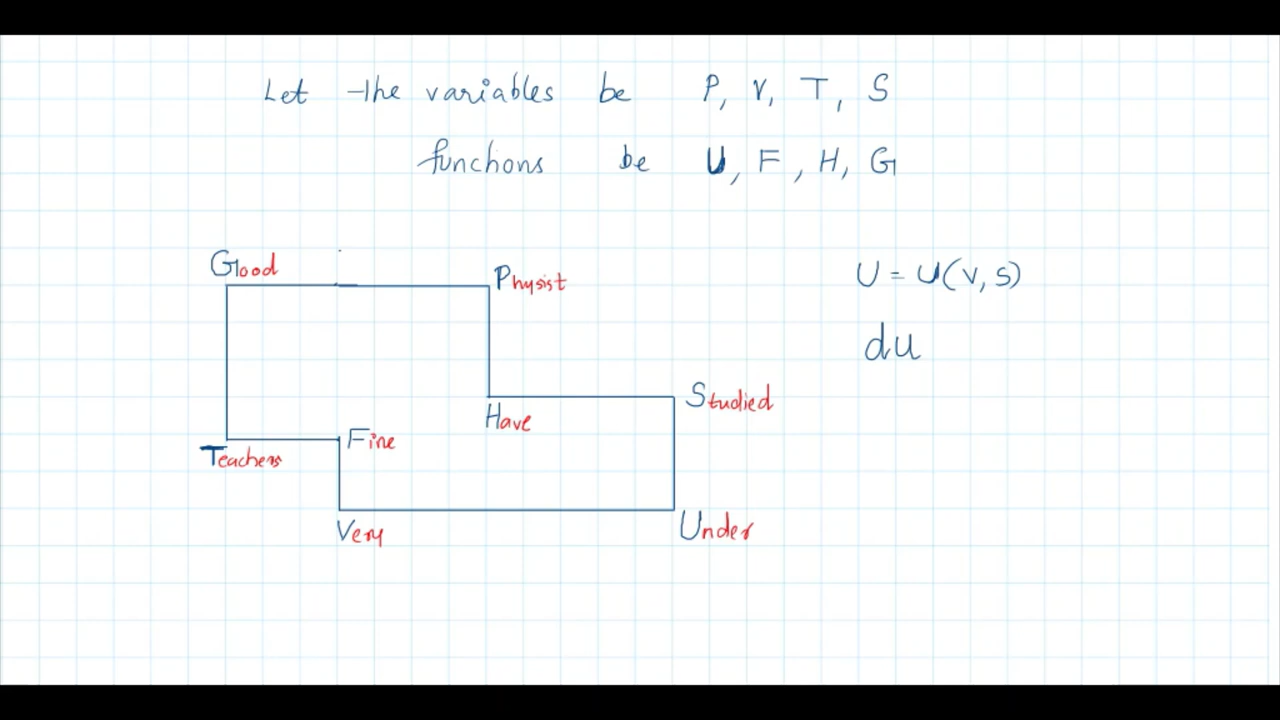 Let the variables be P, V, T, S
functions be U, F, H, G
Good
Physist
U = U(V, S)
dU
Studied
Have
Fine
Teachers
Very
Under